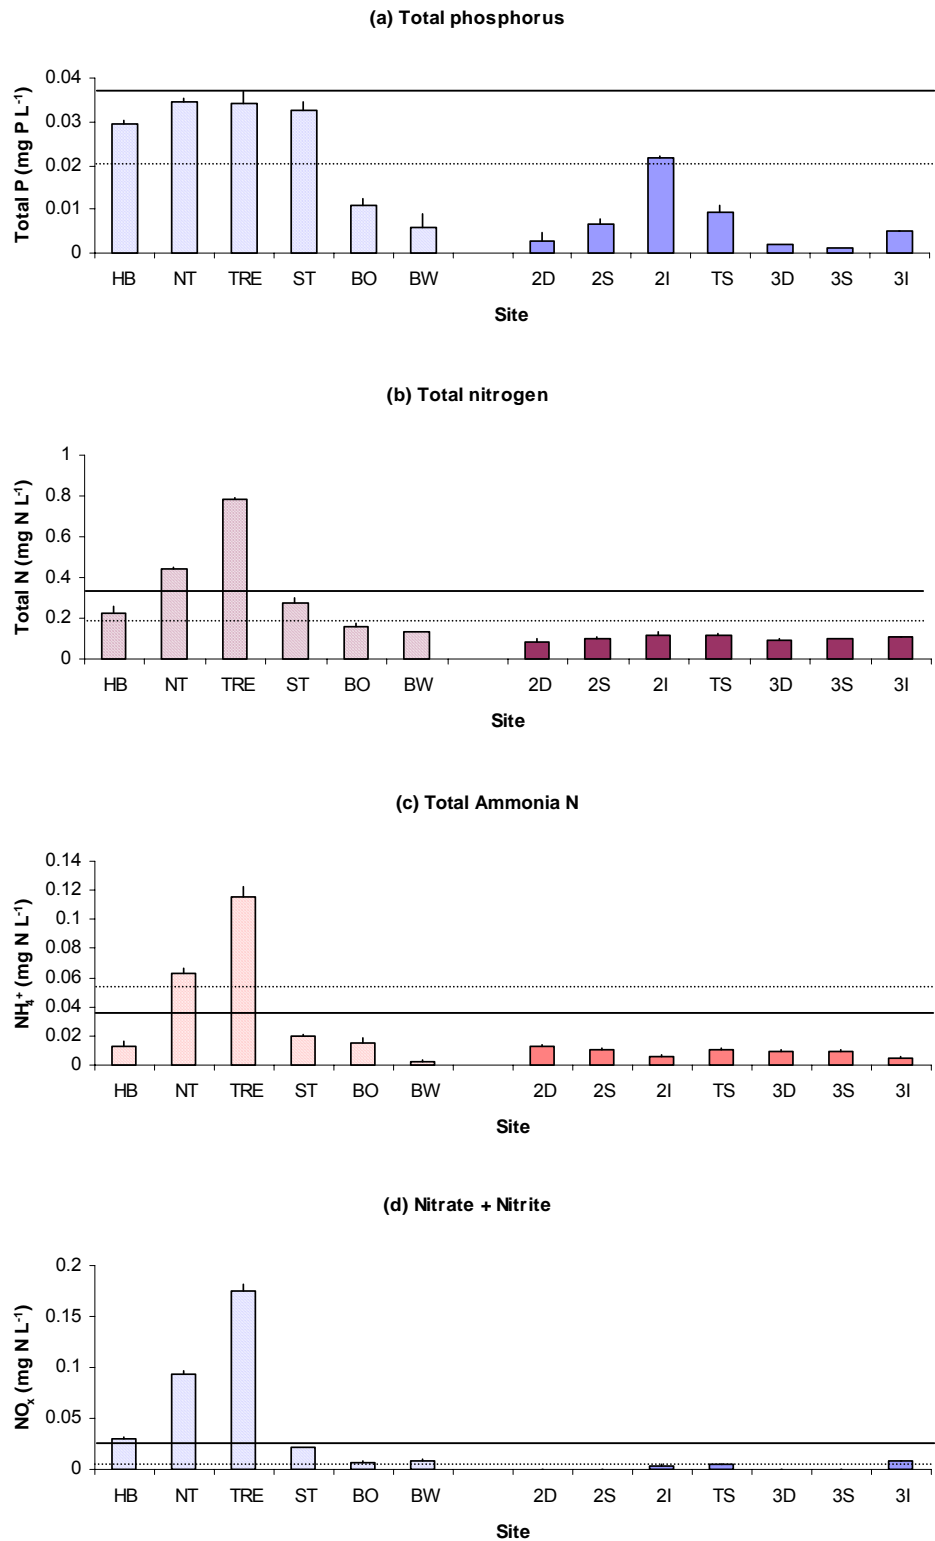 (a) Total phosphorus
Total P (mg P L⁻¹)
0.04
0.03
0.02
0.01
0
HB NT TRE ST BO BW 2D 2S 2I TS 3D 3S 3I
Site
(b) Total nitrogen
Total N (mg N L⁻¹)
1
0.8
0.6
0.4
0.2
0
HB NT TRE ST BO BW 2D 2S 2I TS 3D 3S 3I
Site
(c) Total Ammonia N
NH₄⁺ (mg N L⁻¹)
0.14
0.12
0.1
0.08
0.06
0.04
0.02
0
HB NT TRE ST BO BW 2D 2S 2I TS 3D 3S 3I
Site
(d) Nitrate + Nitrite
NOₓ (mg N L⁻¹)
0.2
0.15
0.1
0.05
0
HB NT TRE ST BO BW 2D 2S 2I TS 3D 3S 3I
Site